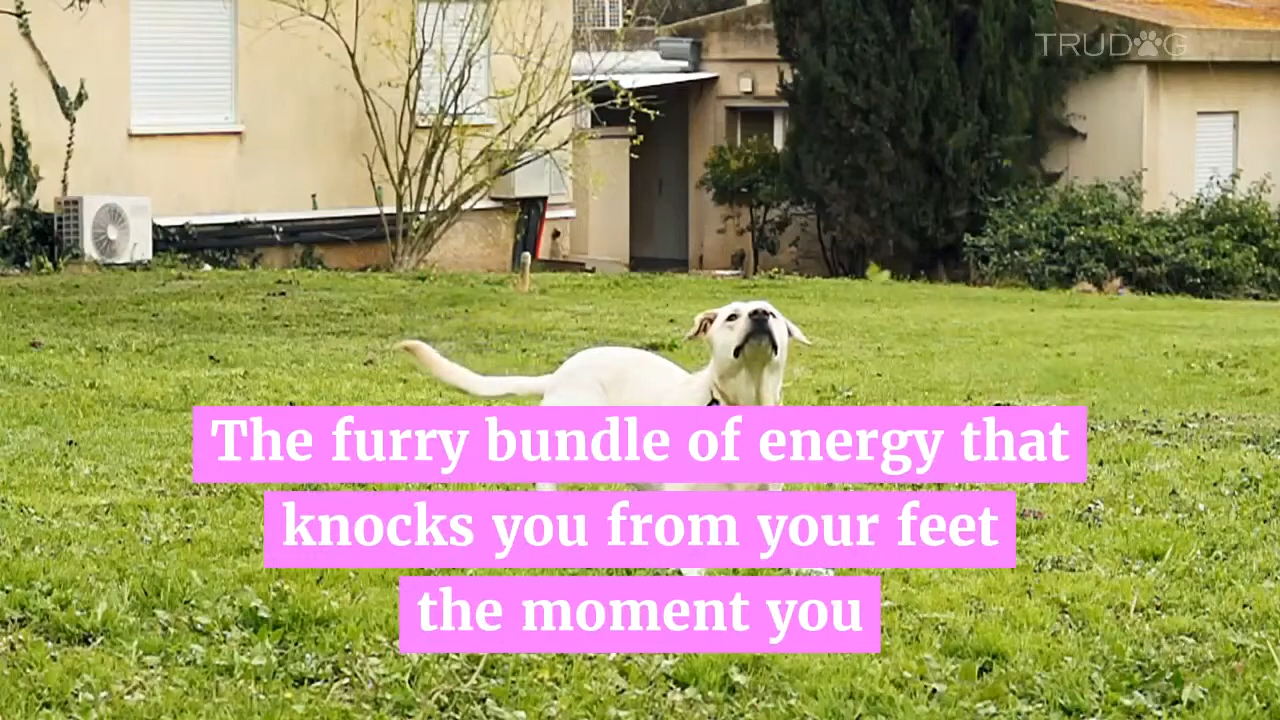 TRUDOG
The furry bundle of energy that
knocks you from your feet
the moment you